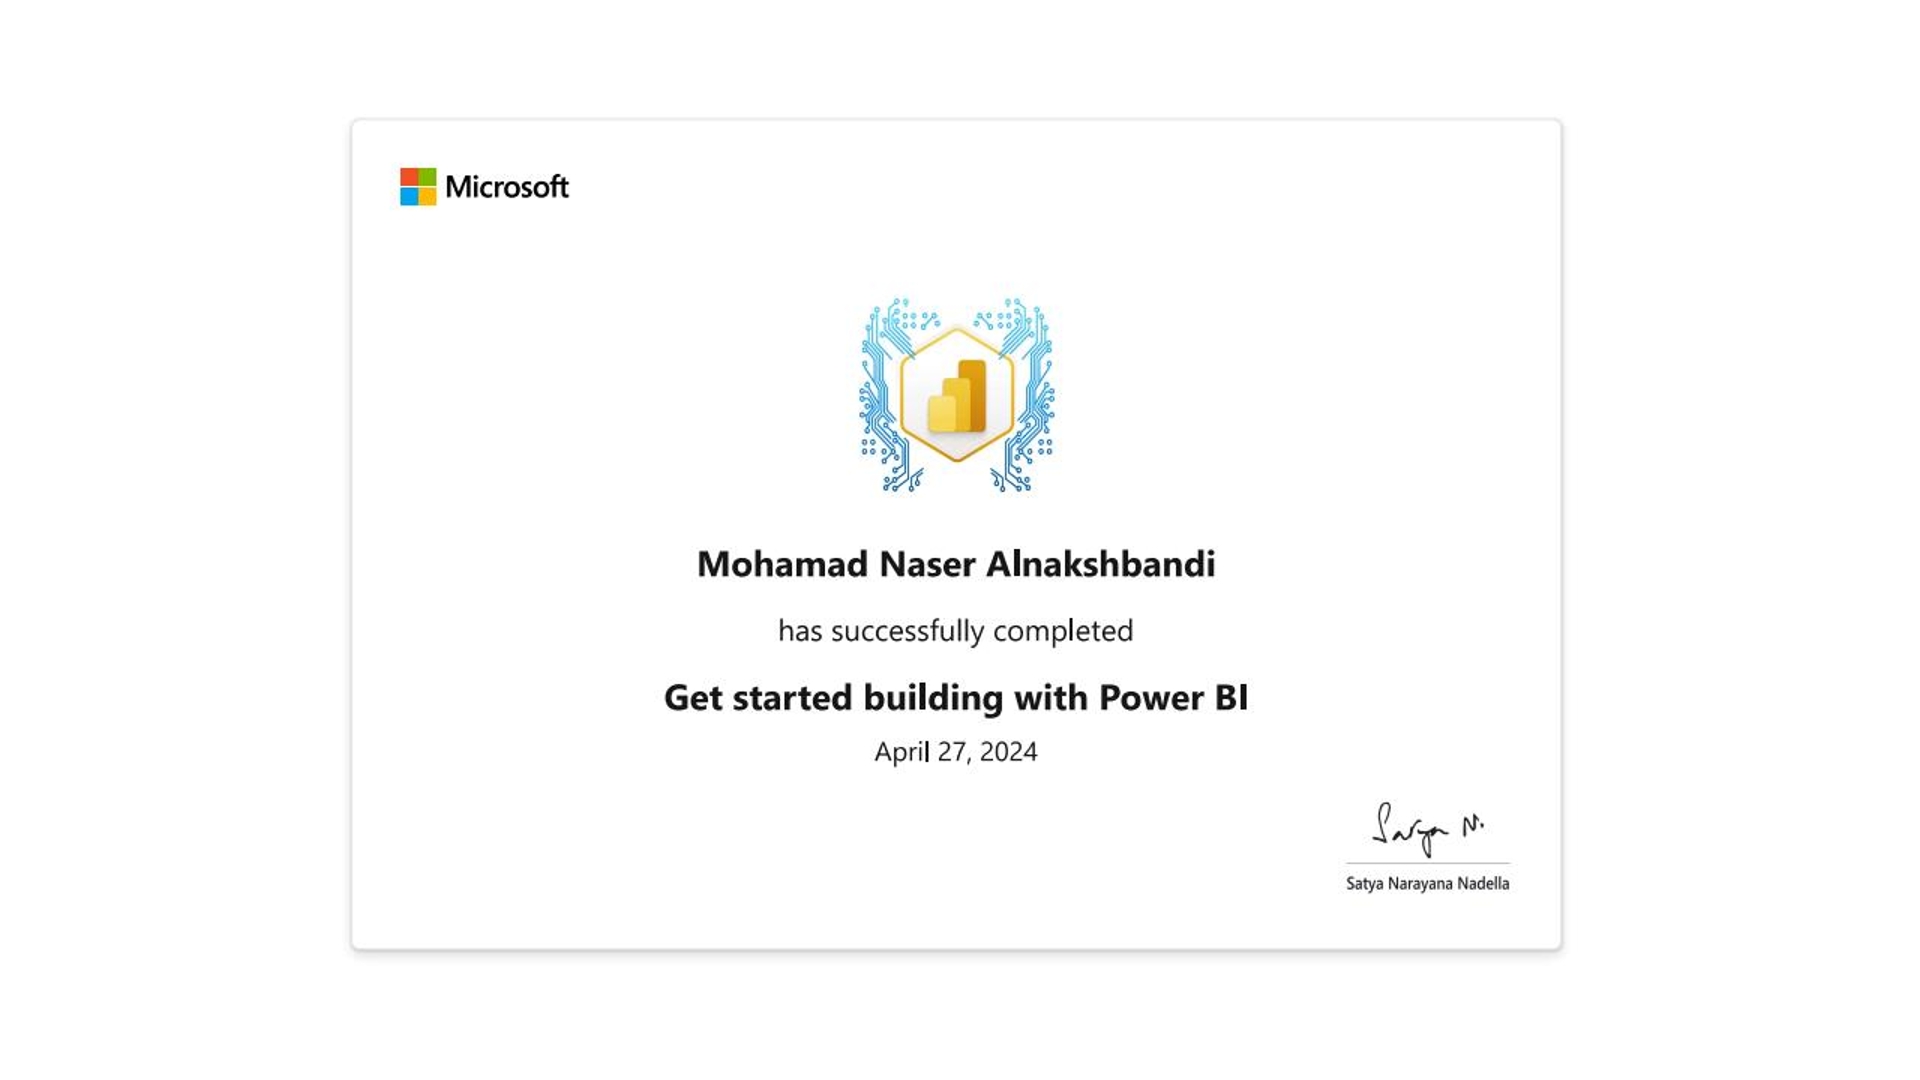 Microsoft
Mohamad Naser Alnakshbandi
has successfully completed
Get started building with Power BI
April 27, 2024
Satya N.
Satya Narayana Nadella